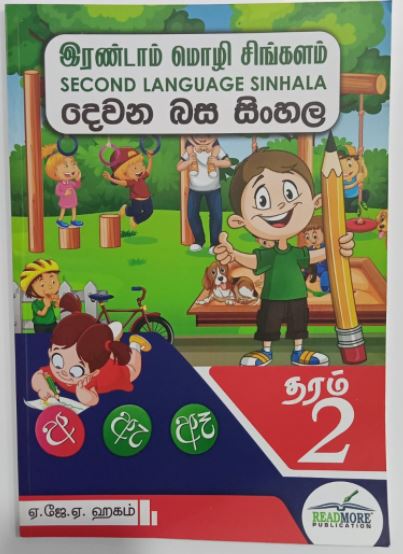 இரண்டாம் மொழி சிங்களம்
SECOND LANGUAGE SINHALA
දෙවන බස සිංහල
අ ඇ ඈ
தரம்
2
ஏ.ஜே.ஏ. ஹகம்
READMORE
PUBLICATION